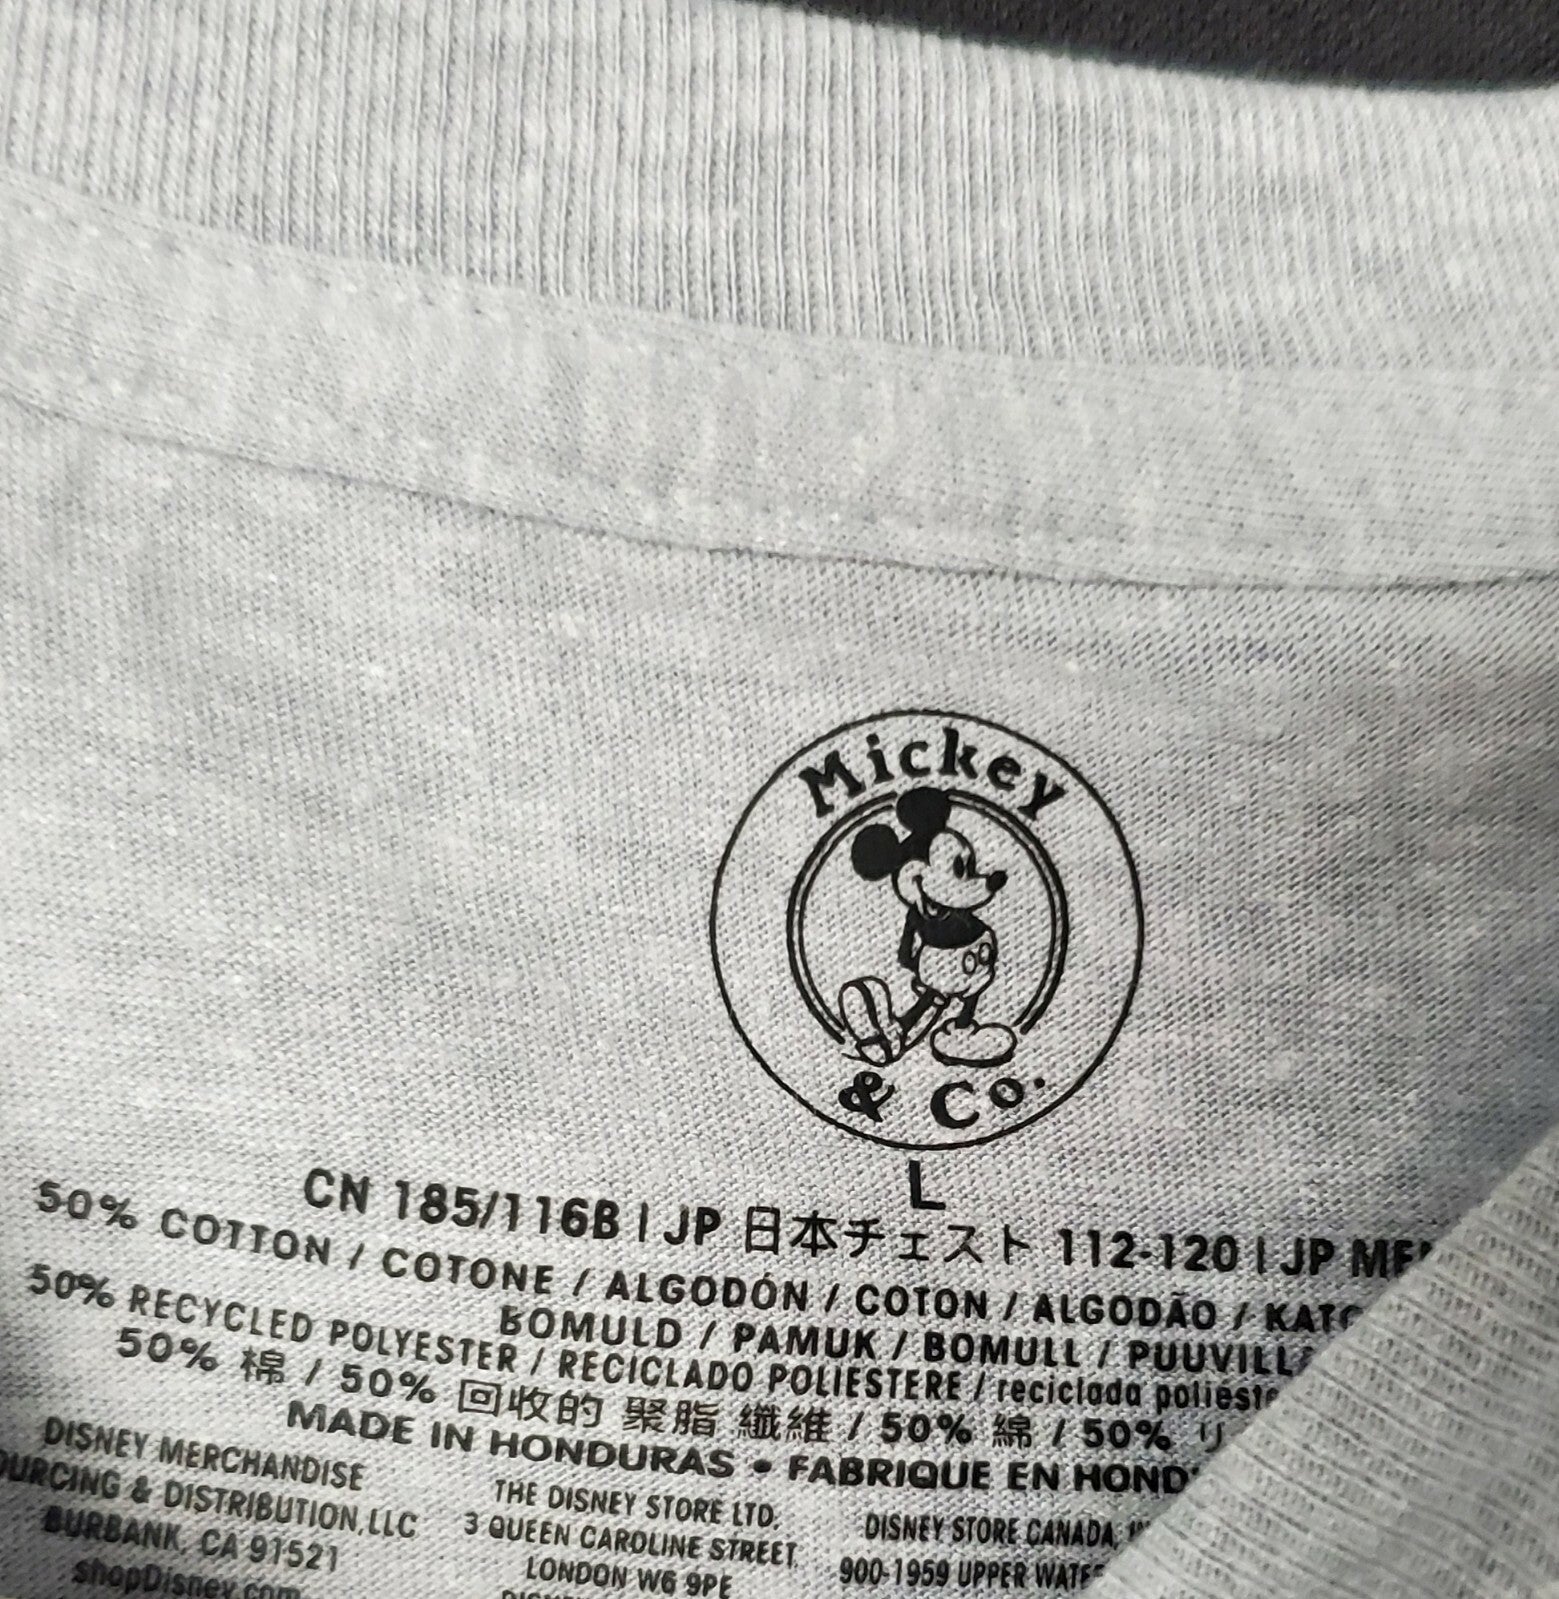 Mickey
& Co.
L
CN 185/116B | JP 日本チェスト 112-120 | JP
50% COTTON / COTONE / ALGODÓN / COTON / ALGODÃO /
BOMULD / PAMUK / BOMULL /
50% RECYCLED POLYESTER / RECICLADO POLIESTERE / reciclada
50% 棉 / 50% 回收的 聚脂 纖維 / 50% 綿 / 50% リ
MADE IN HONDURAS • FABRIQUE EN
DISNEY MERCHANDISE
& DISTRIBUTION, LLC
BURBANK, CA 91521
shopDisney.com
THE DISNEY STORE LTD.
3 QUEEN CAROLINE STREET
LONDON W6 9PE
DISNEY STORE CANADA,
900-1959 UPPER